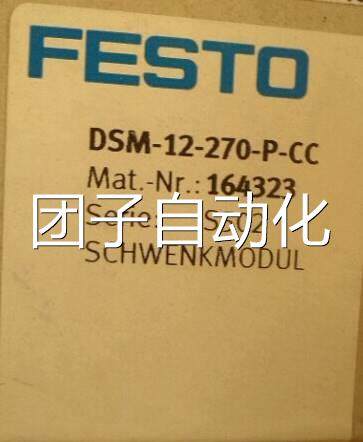 FESTO
DSM-12-270-P-CC
Mat.-Nr.: 164323
团子自动化
SCHWENKMODUL